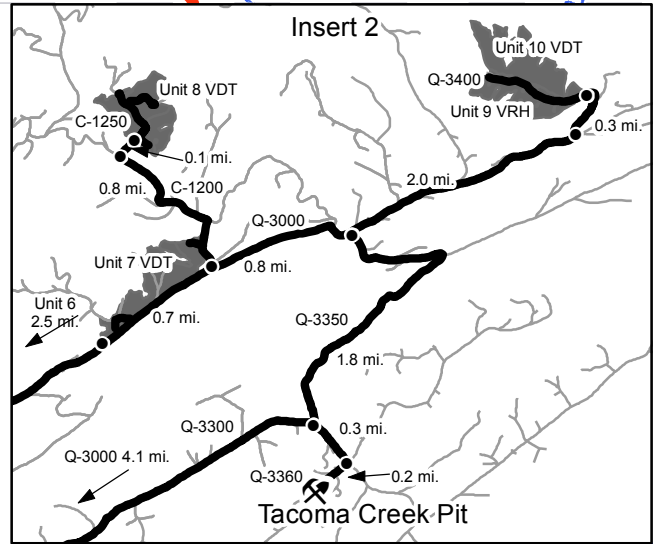 Insert 2
Unit 10 VDT
Q-3400
Unit 9 VRH
0.3 mi.
Unit 8 VDT
C-1250
0.1 mi.
0.8 mi.
C-1200
2.0 mi.
Q-3000
Unit 7 VDT
0.8 mi.
Unit 6
2.5 mi.
0.7 mi.
Q-3350
1.8 mi.
Q-3300
0.3 mi.
Q-3000 4.1 mi.
Q-3360
0.2 mi.
Tacoma Creek Pit